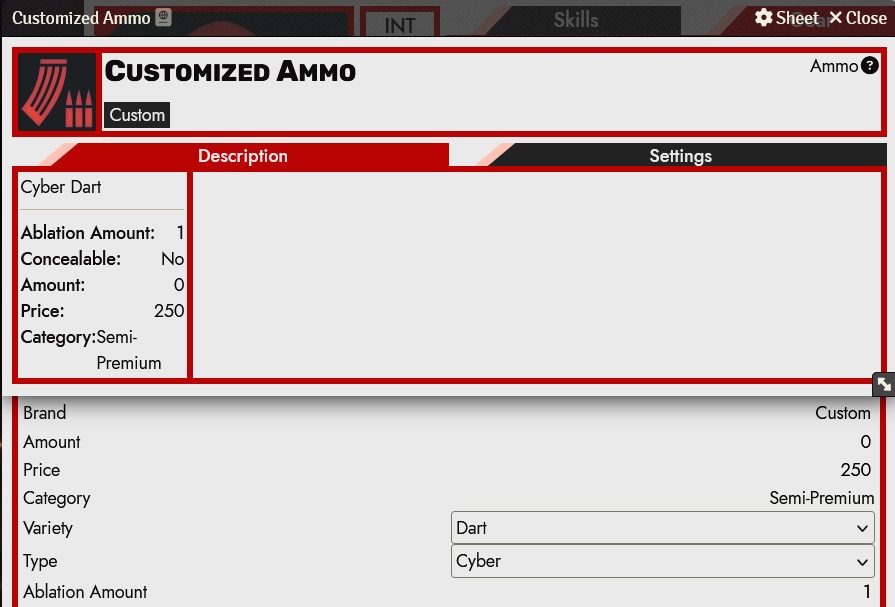 Customized Ammo
INT
Skills
Gear
Sheet
Close
CUSTOMIZED AMMO
Ammo
?
Custom
Description
Settings
Cyber Dart
Ablation Amount: 1
Concealable: No
Amount: 0
Price: 250
Category: Semi-
Premium
Brand Custom
Amount 0
Price 250
Category Semi-Premium
Variety Dart
Type Cyber
Ablation Amount 1